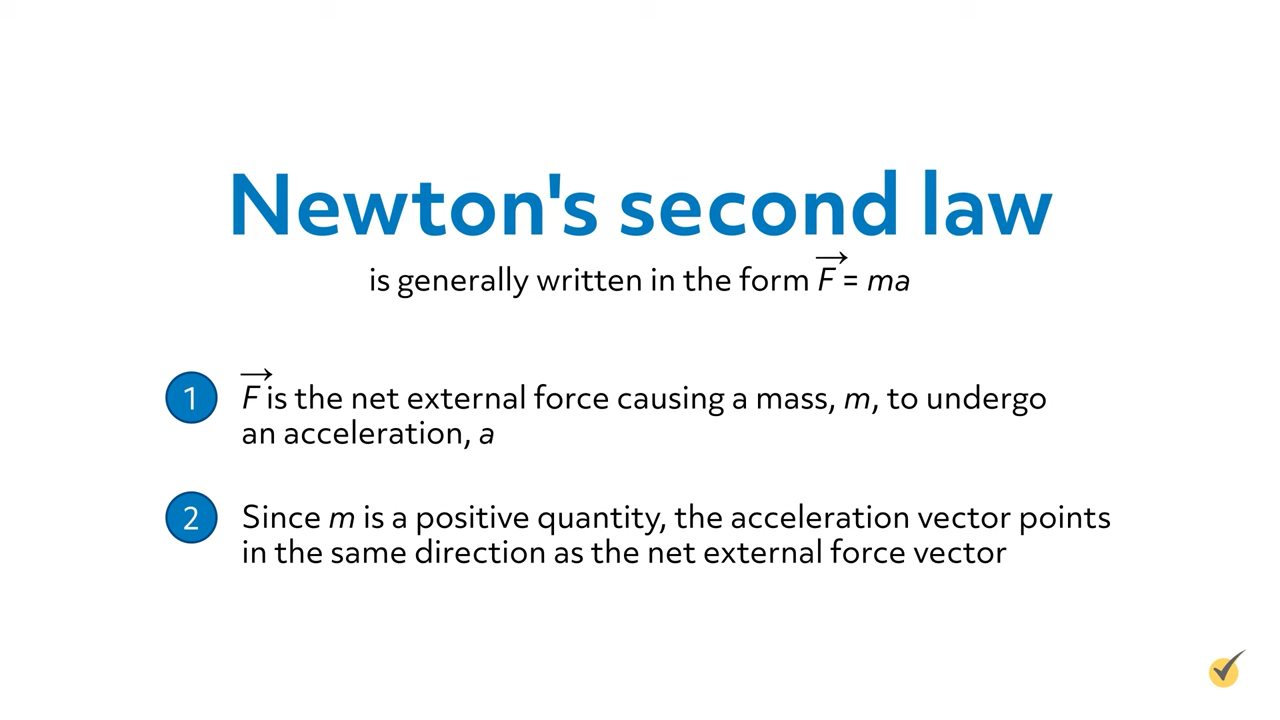 Newton's second law
is generally written in the form F⃗ = ma
1
F⃗ is the net external force causing a mass, m, to undergo
an acceleration, a
2
Since m is a positive quantity, the acceleration vector points
in the same direction as the net external force vector